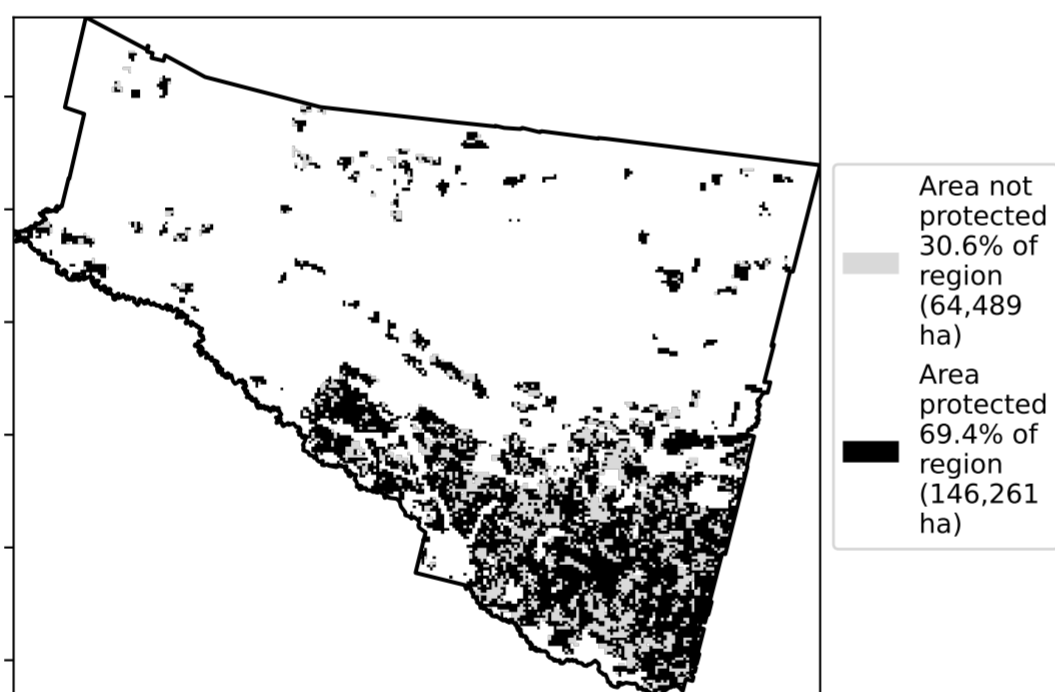 Area not
protected
30.6% of
region
(64,489
ha)
Area
protected
69.4% of
region
(146,261
ha)